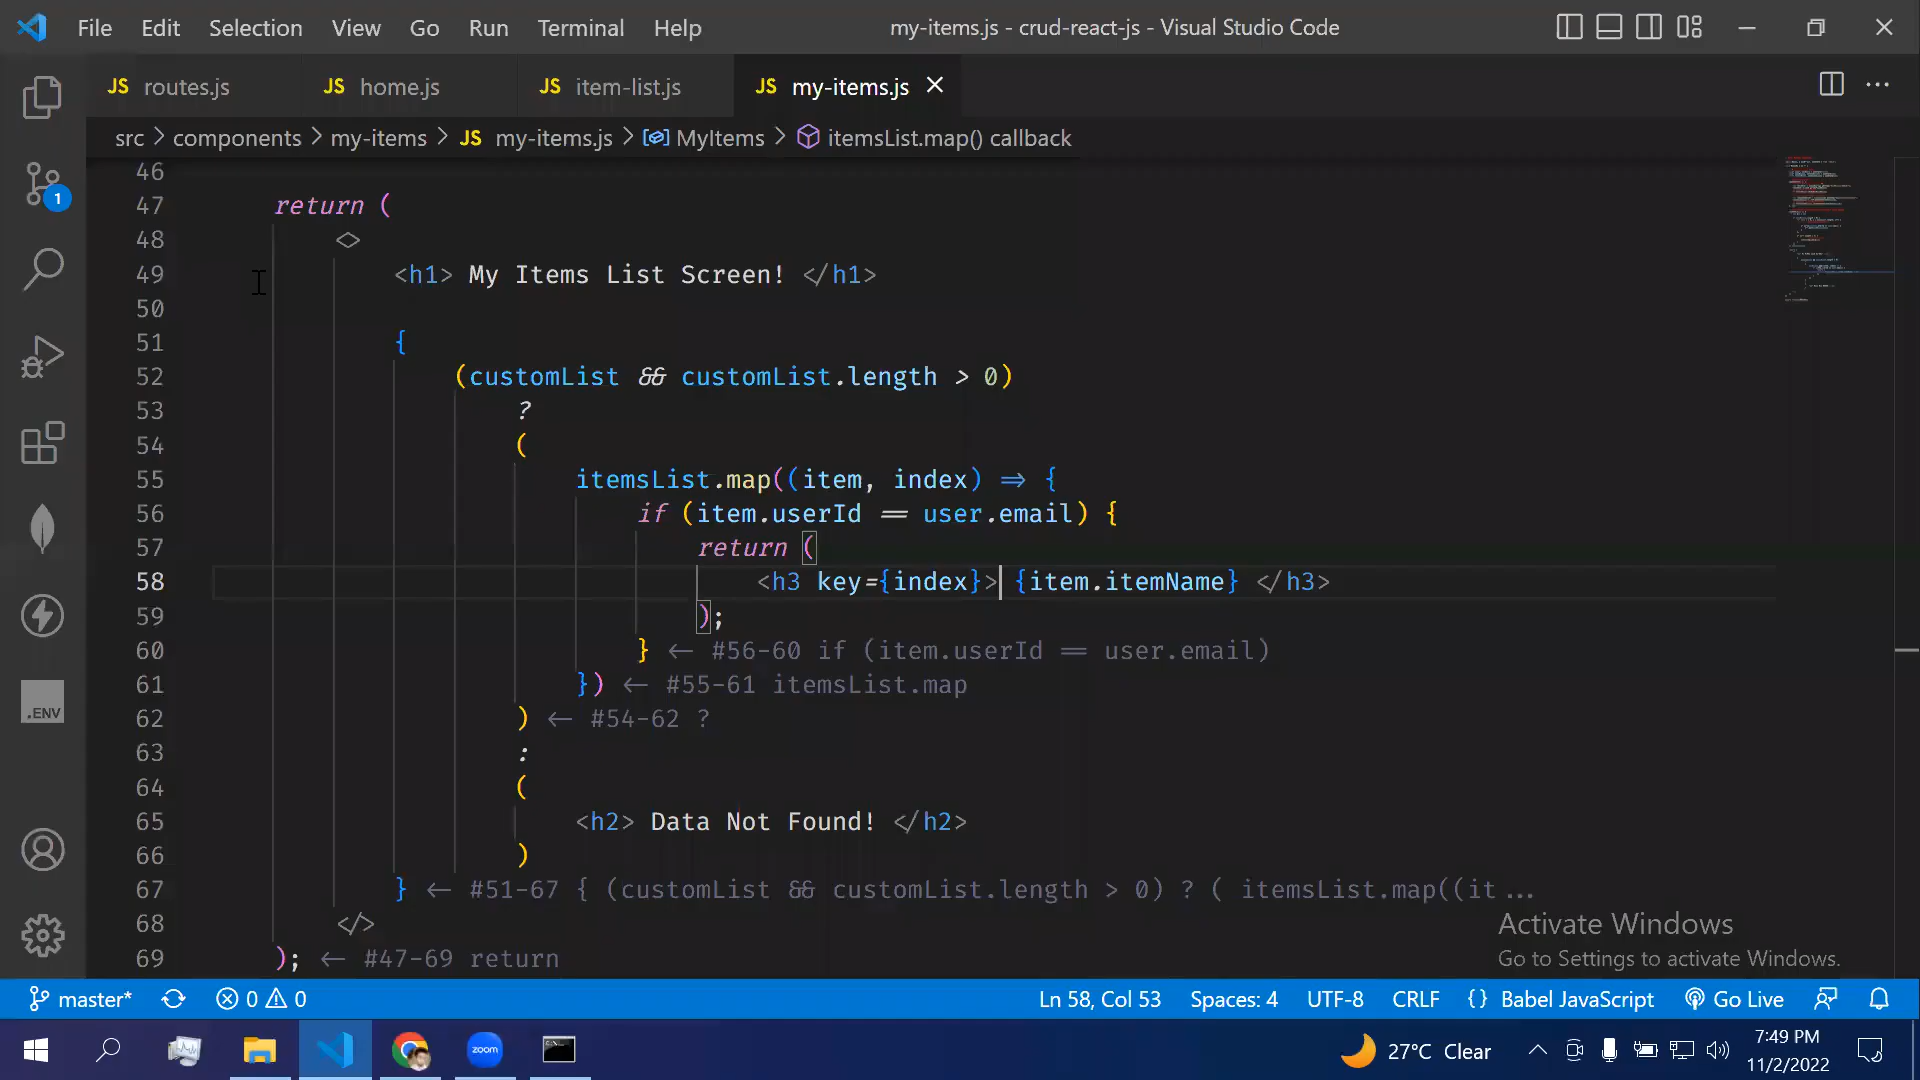 File Edit Selection View Go Run Terminal Help my-items.js - crud-react-js - Visual Studio Code
JS routes.js JS home.js JS item-list.js JS my-items.js
src > components > my-items > JS my-items.js > MyItems > itemsList.map() callback
46
47 return (
48 <>
49 <h1> My Items List Screen! </h1>
50
51 {
52 (customList && customList.length > 0)
53 ?
54 (
55 itemsList.map((item, index) => {
56 if (item.userId == user.email) {
57 return (
58 <h3 key={index}> {item.itemName} </h3>
59 );
60 } <- #56-60 if (item.userId == user.email)
61 }) <- #55-61 itemsList.map
62 ) <- #54-62 ?
63 :
64 (
65 <h2> Data Not Found! </h2>
66 )
67 } <- #51-67 { (customList && customList.length > 0) ? ( itemsList.map((it ...
68 </>
69 ); <- #47-69 return
1
.ENV
Activate Windows
Go to Settings to activate Windows.
master* 0 0 Ln 58, Col 53 Spaces: 4 UTF-8 CRLF {} Babel JavaScript Go Live
zoom 27°C Clear 7:49 PM
11/2/2022